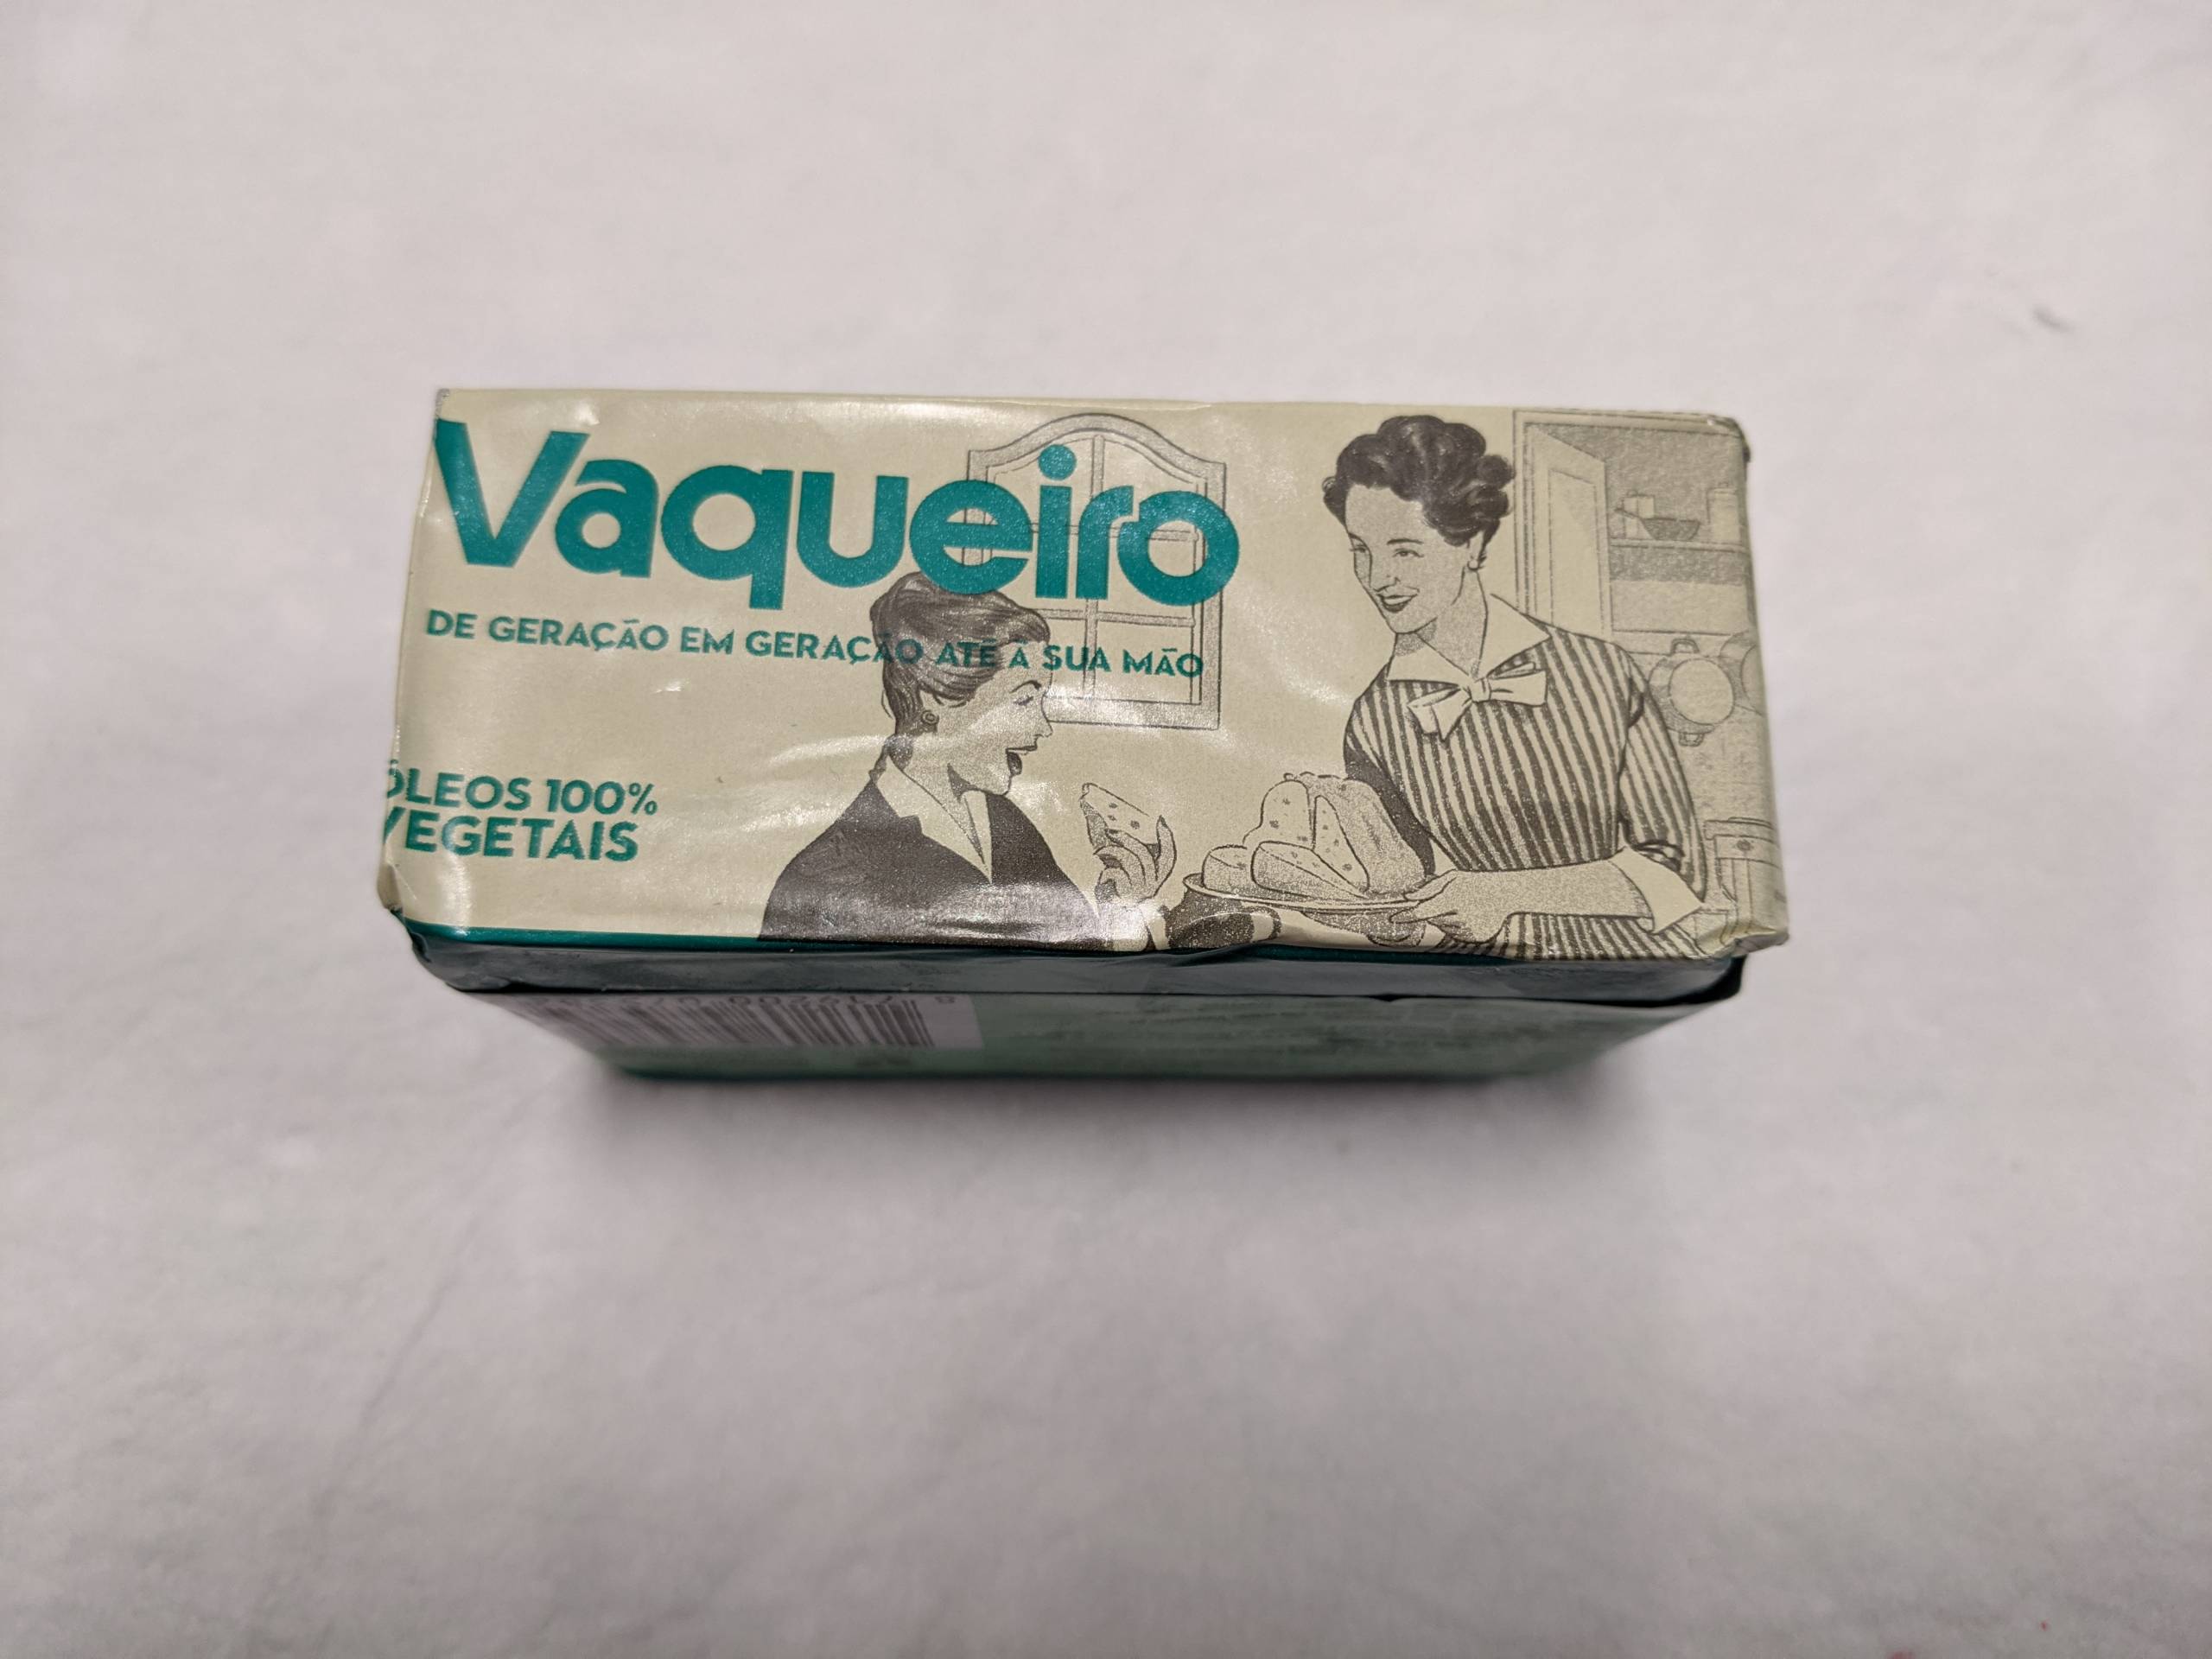 Vaqueiro
DE GERAÇÃO EM GERAÇÃO ATÉ À SUA MÃO
ÓLEOS 100%
VEGETAIS